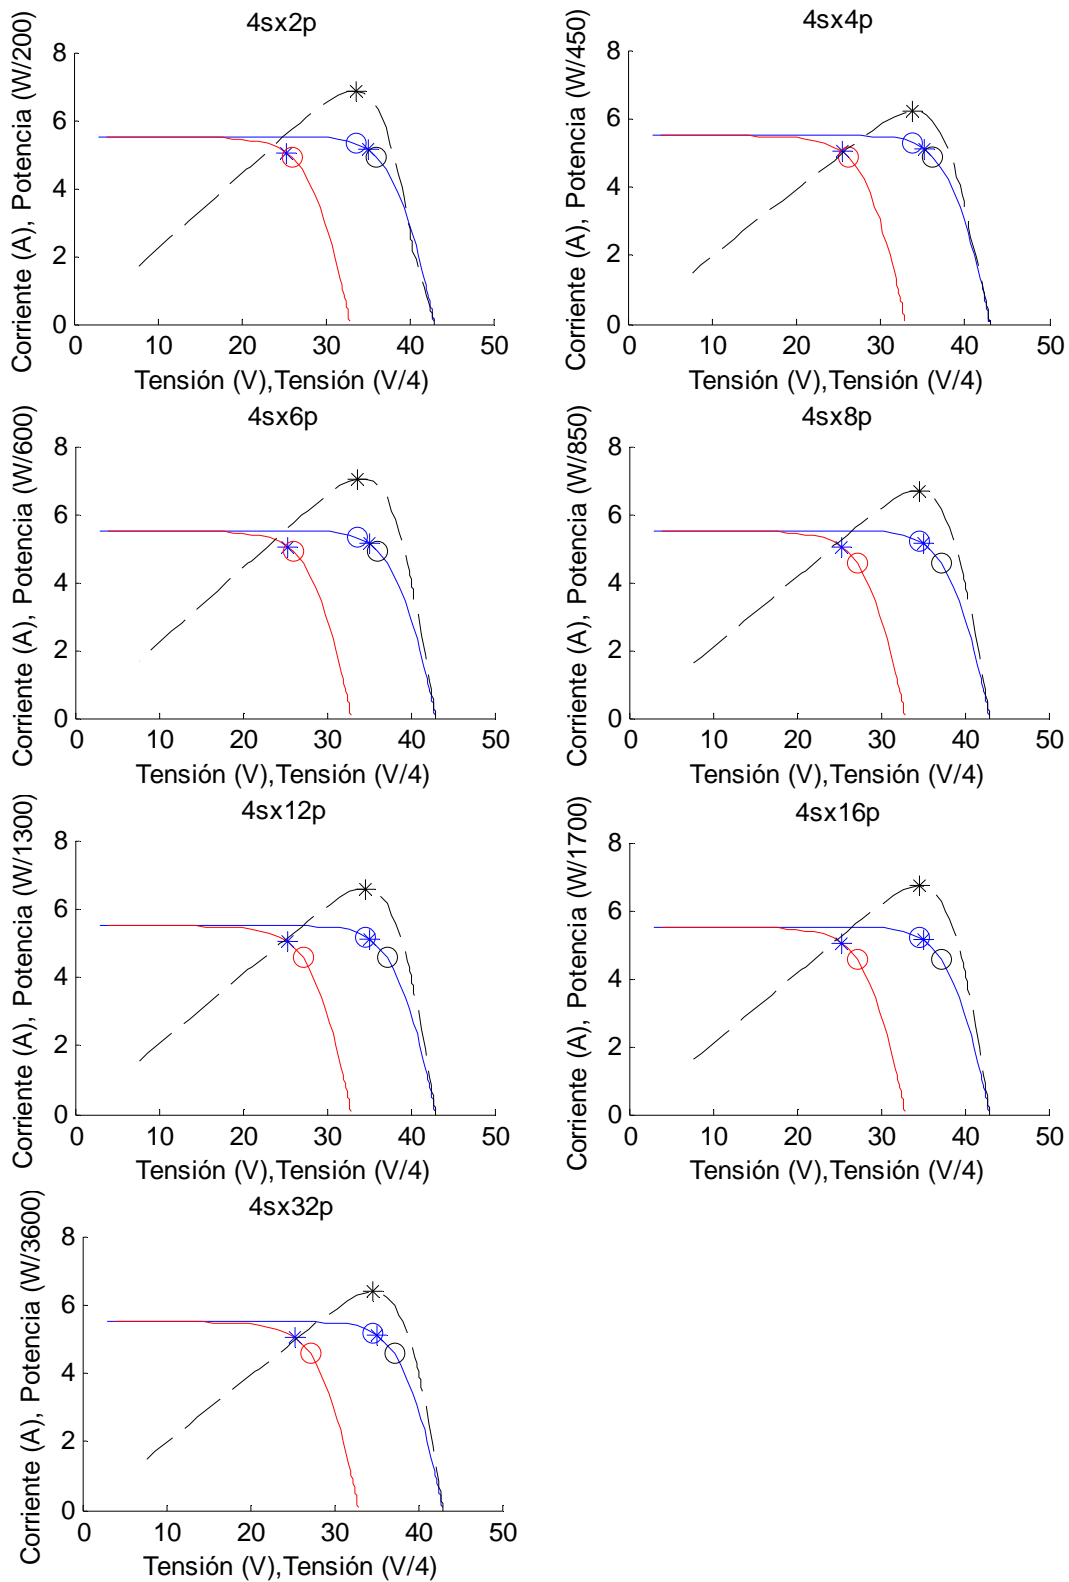 4sx2p
Corriente (A), Potencia (W/200)
8
6
4
2
0
0 10 20 30 40 50
Tensión (V),Tensión (V/4)
4sx4p
Corriente (A), Potencia (W/450)
8
6
4
2
0
0 10 20 30 40 50
Tensión (V),Tensión (V/4)
4sx6p
Corriente (A), Potencia (W/600)
8
6
4
2
0
0 10 20 30 40 50
Tensión (V),Tensión (V/4)
4sx8p
Corriente (A), Potencia (W/850)
8
6
4
2
0
0 10 20 30 40 50
Tensión (V),Tensión (V/4)
4sx12p
Corriente (A), Potencia (W/1300)
8
6
4
2
0
0 10 20 30 40 50
Tensión (V),Tensión (V/4)
4sx16p
Corriente (A), Potencia (W/1700)
8
6
4
2
0
0 10 20 30 40 50
Tensión (V),Tensión (V/4)
4sx32p
Corriente (A), Potencia (W/3600)
8
6
4
2
0
0 10 20 30 40 50
Tensión (V),Tensión (V/4)